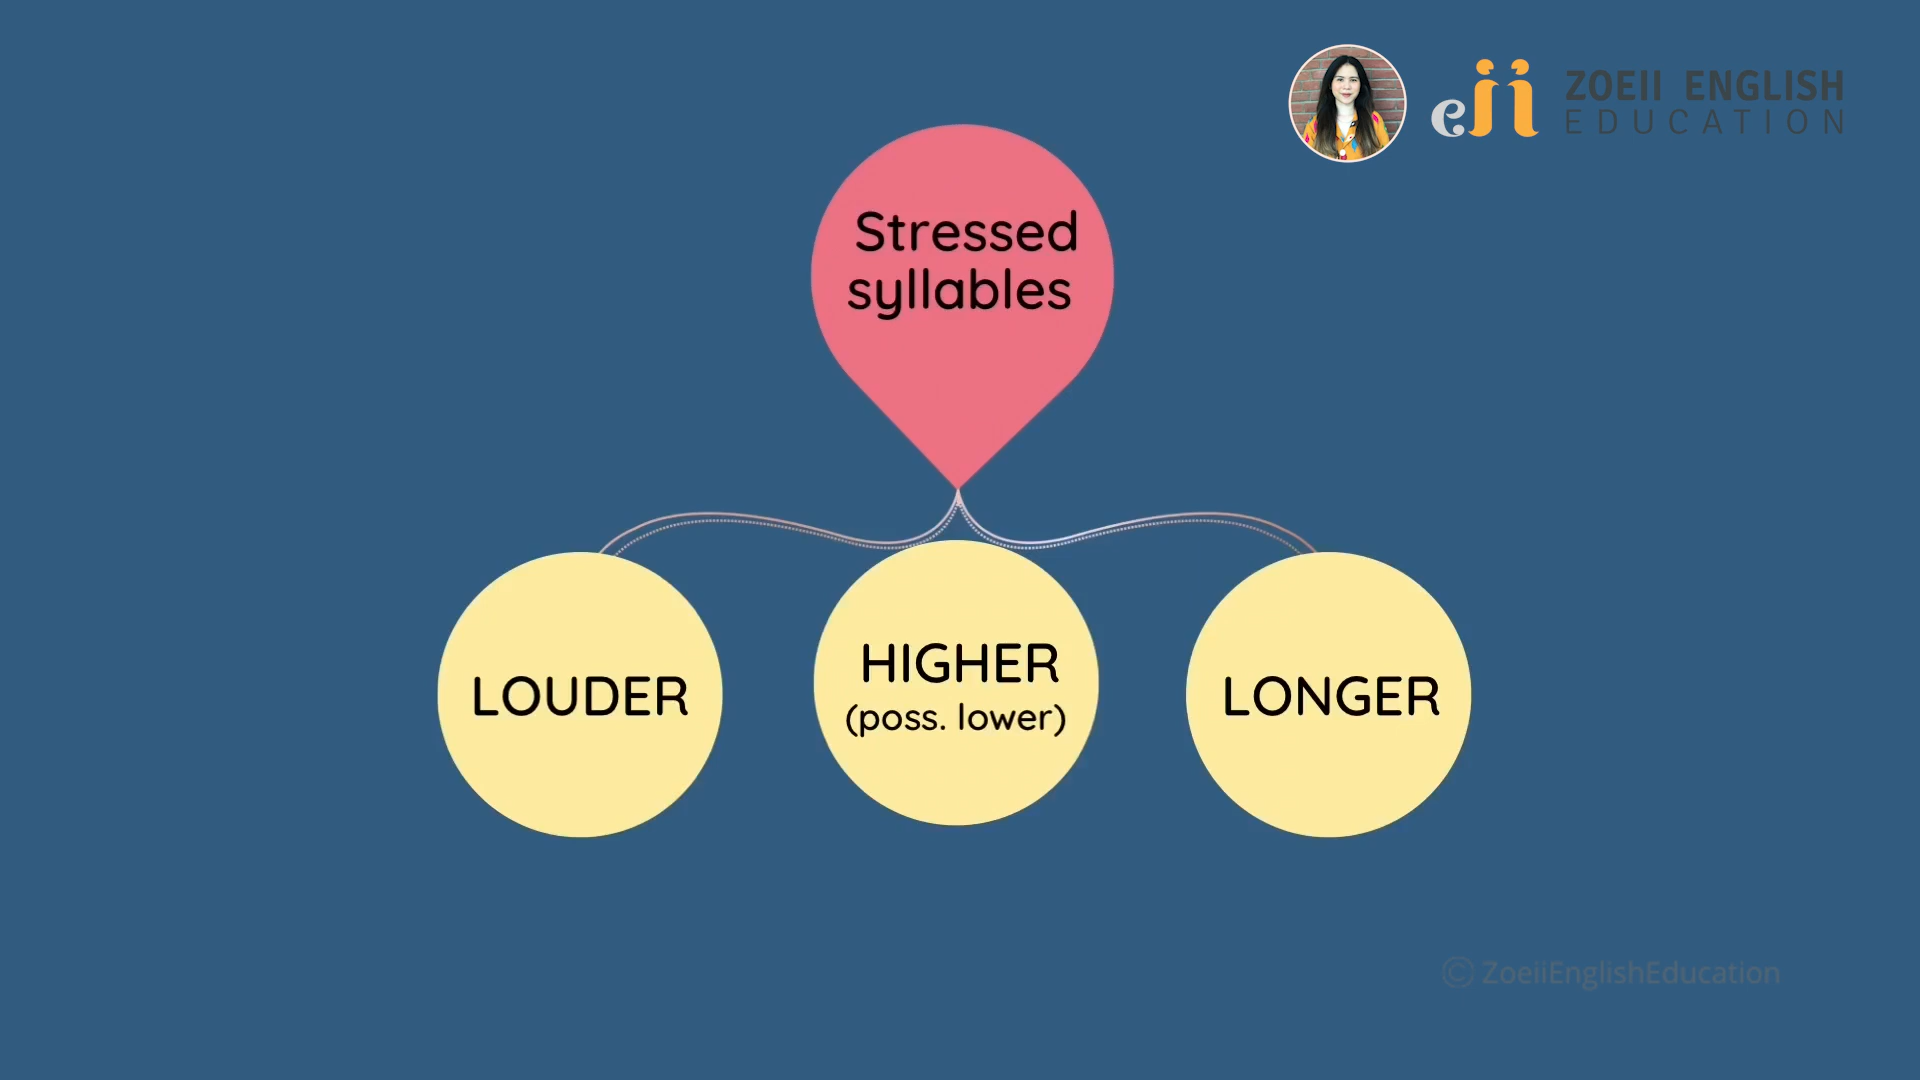 ZOEII ENGLISH
EDUCATION
Stressed
syllables
LOUDER
HIGHER
(poss. lower)
LONGER
© ZoeiiEnglishEducation